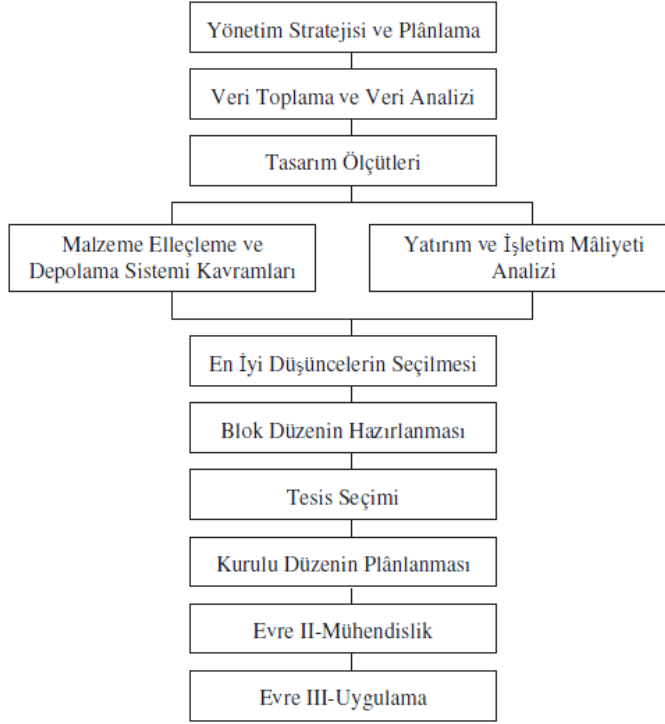 Yönetim Stratejisi ve Plânlama
Veri Toplama ve Veri Analizi
Tasarım Ölçütleri
Malzeme Elleçleme ve
Depolama Sistemi Kavramları
Yatırım ve İşletim Mâliyeti
Analizi
En İyi Düşüncelerin Seçilmesi
Blok Düzenin Hazırlanması
Tesis Seçimi
Kurulu Düzenin Plânlanması
Evre II-Mühendislik
Evre III-Uygulama